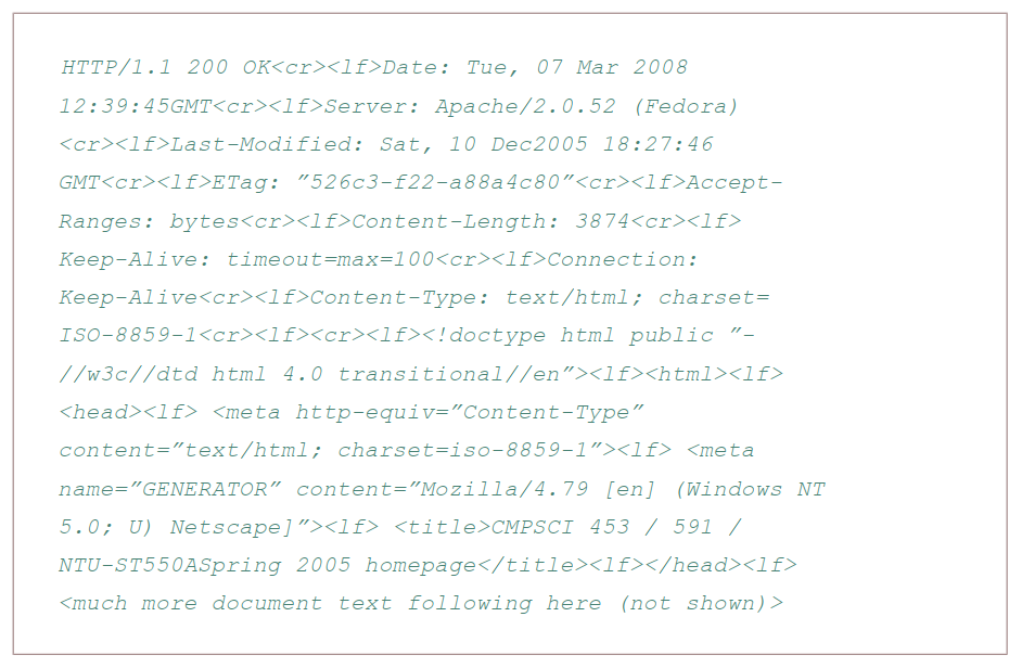 HTTP/1.1 200 OK<cr><lf>Date: Tue, 07 Mar 2008
12:39:45GMT<cr><lf>Server: Apache/2.0.52 (Fedora)
<cr><lf>Last-Modified: Sat, 10 Dec2005 18:27:46
GMT<cr><lf>ETag: ”526c3-f22-a88a4c80”<cr><lf>Accept-
Ranges: bytes<cr><lf>Content-Length: 3874<cr><lf>
Keep-Alive: timeout=max=100<cr><lf>Connection:
Keep-Alive<cr><lf>Content-Type: text/html; charset=
ISO-8859-1<cr><lf><cr><lf><!doctype html public ”-
//w3c//dtd html 4.0 transitional//en”><lf><html><lf>
<head><lf> <meta http-equiv=”Content-Type”
content=”text/html; charset=iso-8859-1”><lf> <meta
name=”GENERATOR” content=”Mozilla/4.79 [en] (Windows NT
5.0; U) Netscape]”><lf> <title>CMPSCI 453 / 591 /
NTU-ST550ASpring 2005 homepage</title><lf></head><lf>
<much more document text following here (not shown)>